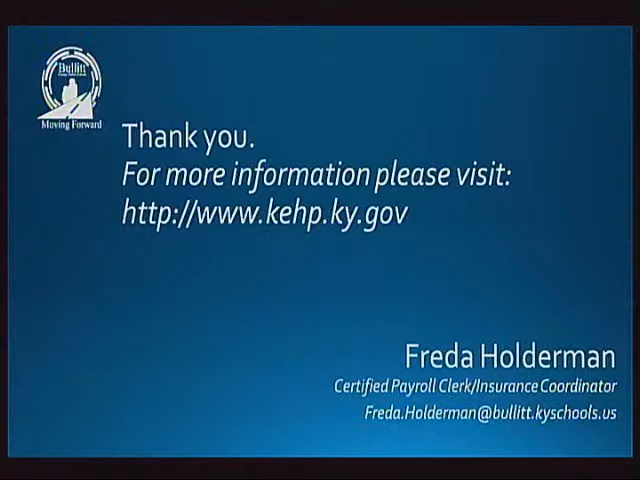 Bullitt
Moving Forward
Thank you.
For more information please visit:
http://www.kehp.ky.gov
Freda Holderman
Certified Payroll Clerk/Insurance Coordinator
Freda.Holderman@bullitt.kyschools.us